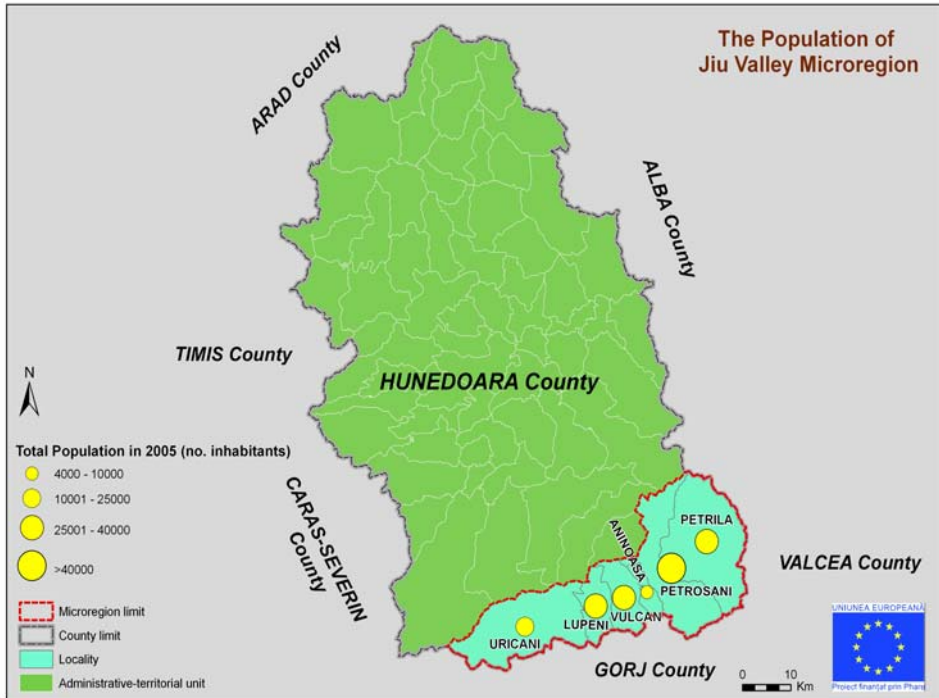 The Population of
Jiu Valley Microregion
ARAD County
ALBA County
TIMIS County
HUNEDOARA County
N
Total Population in 2005 (no. inhabitants)
4000 - 10000
10001 - 25000
25001 - 40000
>40000
CARAS-SEVERIN
County
PETRILA
ANINOASA
VALCEA County
PETROSANI
VULCAN
LUPENI
URICANI
GORJ County
Microregion limit
County limit
Locality
Administrative-territorial unit
0 10
Km
UNIUNEA EUROPEANĂ
Proiect finanțat prin Phare